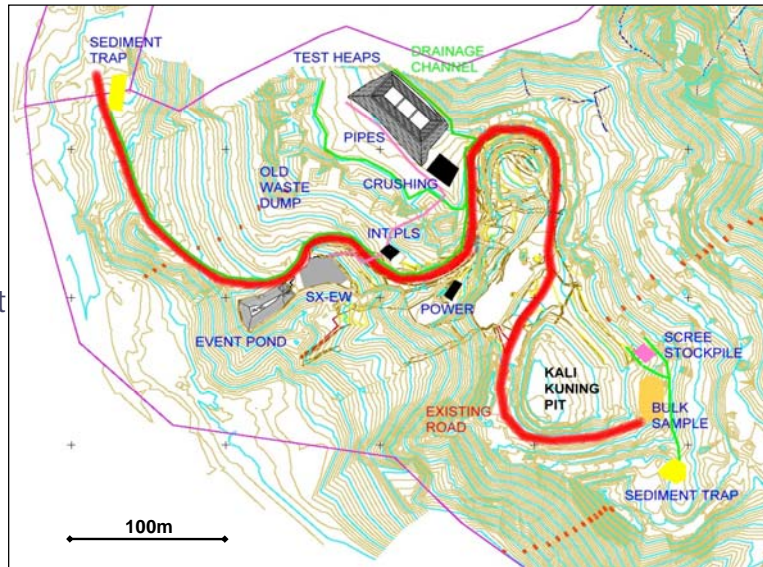 SEDIMENT
TRAP
TEST HEAPS
DRAINAGE
CHANNEL
PIPES
CRUSHING
OLD
WASTE
DUMP
INT PLS
SX-EW
POWER
EVENT POND
SCREE
STOCKPILE
KALI
KUNING
PIT
EXISTING
ROAD
BULK
SAMPLE
SEDIMENT TRAP
100m
t